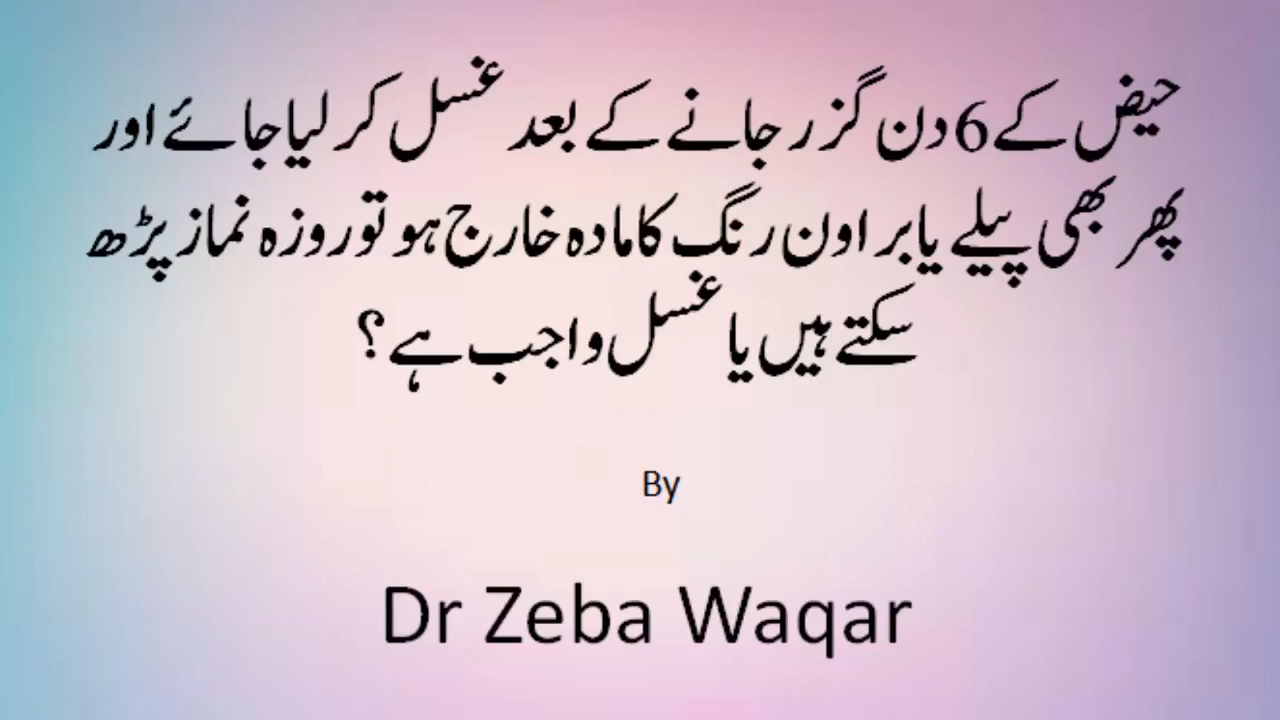 حیض کے 6 دن گزر جانے کے بعد غسل کر لیا جائے اور
پھر بھی پیلے یا براون رنگ کا مادہ خارج ہو تو روزہ نماز پڑھ
سکتے ہیں یا غسل واجب ہے؟
By
Dr Zeba Waqar